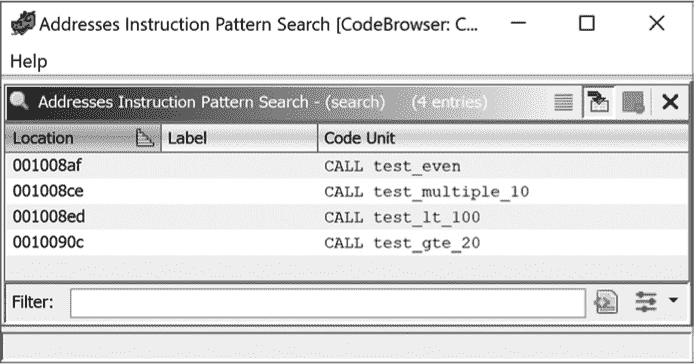 Addresses Instruction Pattern Search [CodeBrowser: C...
Help
Addresses Instruction Pattern Search - (search) (4 entries)
Location Label Code Unit
001008af CALL test_even
001008ce CALL test_multiple_10
001008ed CALL test_lt_100
0010090c CALL test_gte_20
Filter: